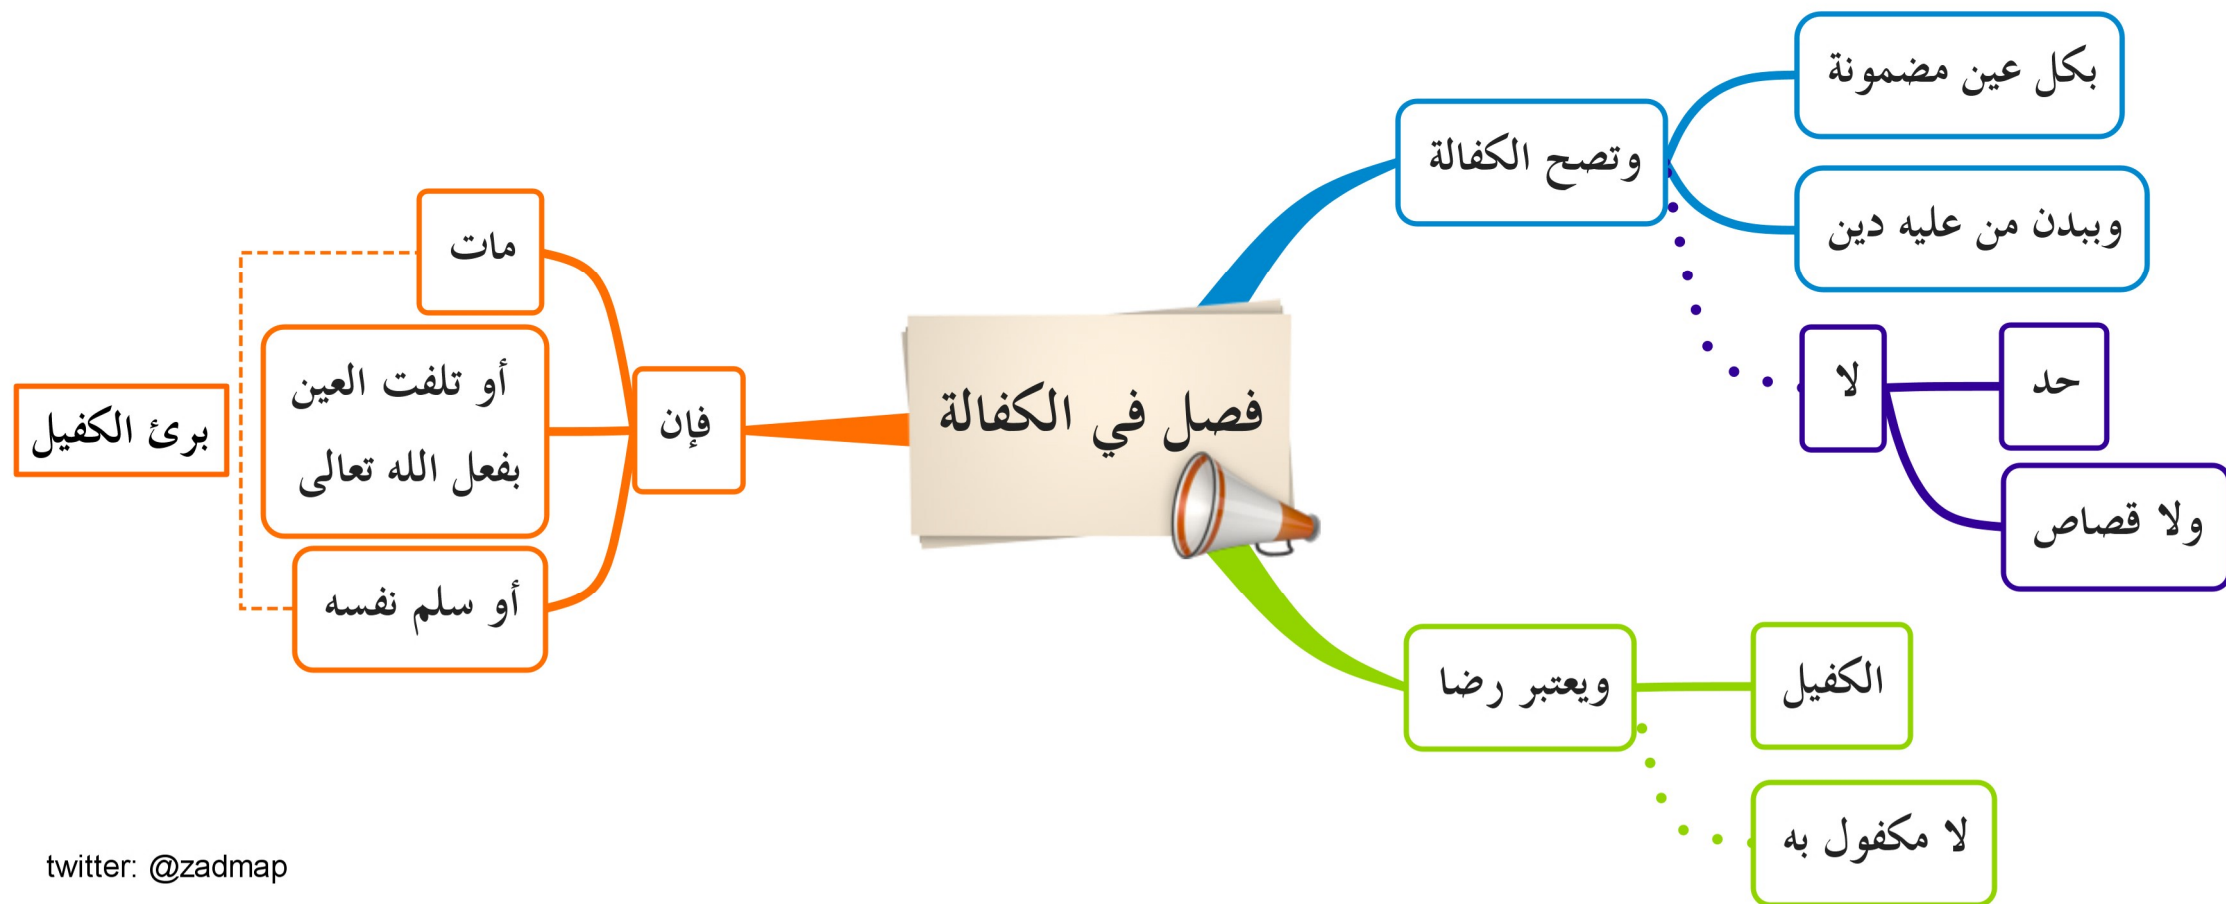 فصل في الكفالة
وتصح الكفالة
بكل عين مضمونة
وببدن من عليه دين
لا
حد
ولا قصاص
ويعتبر رضا
الكفيل
لا مكفول به
فإن
مات
أو تلفت العين
بفعل الله تعالى
أو سلم نفسه
برئ الكفيل
twitter: @zadmap